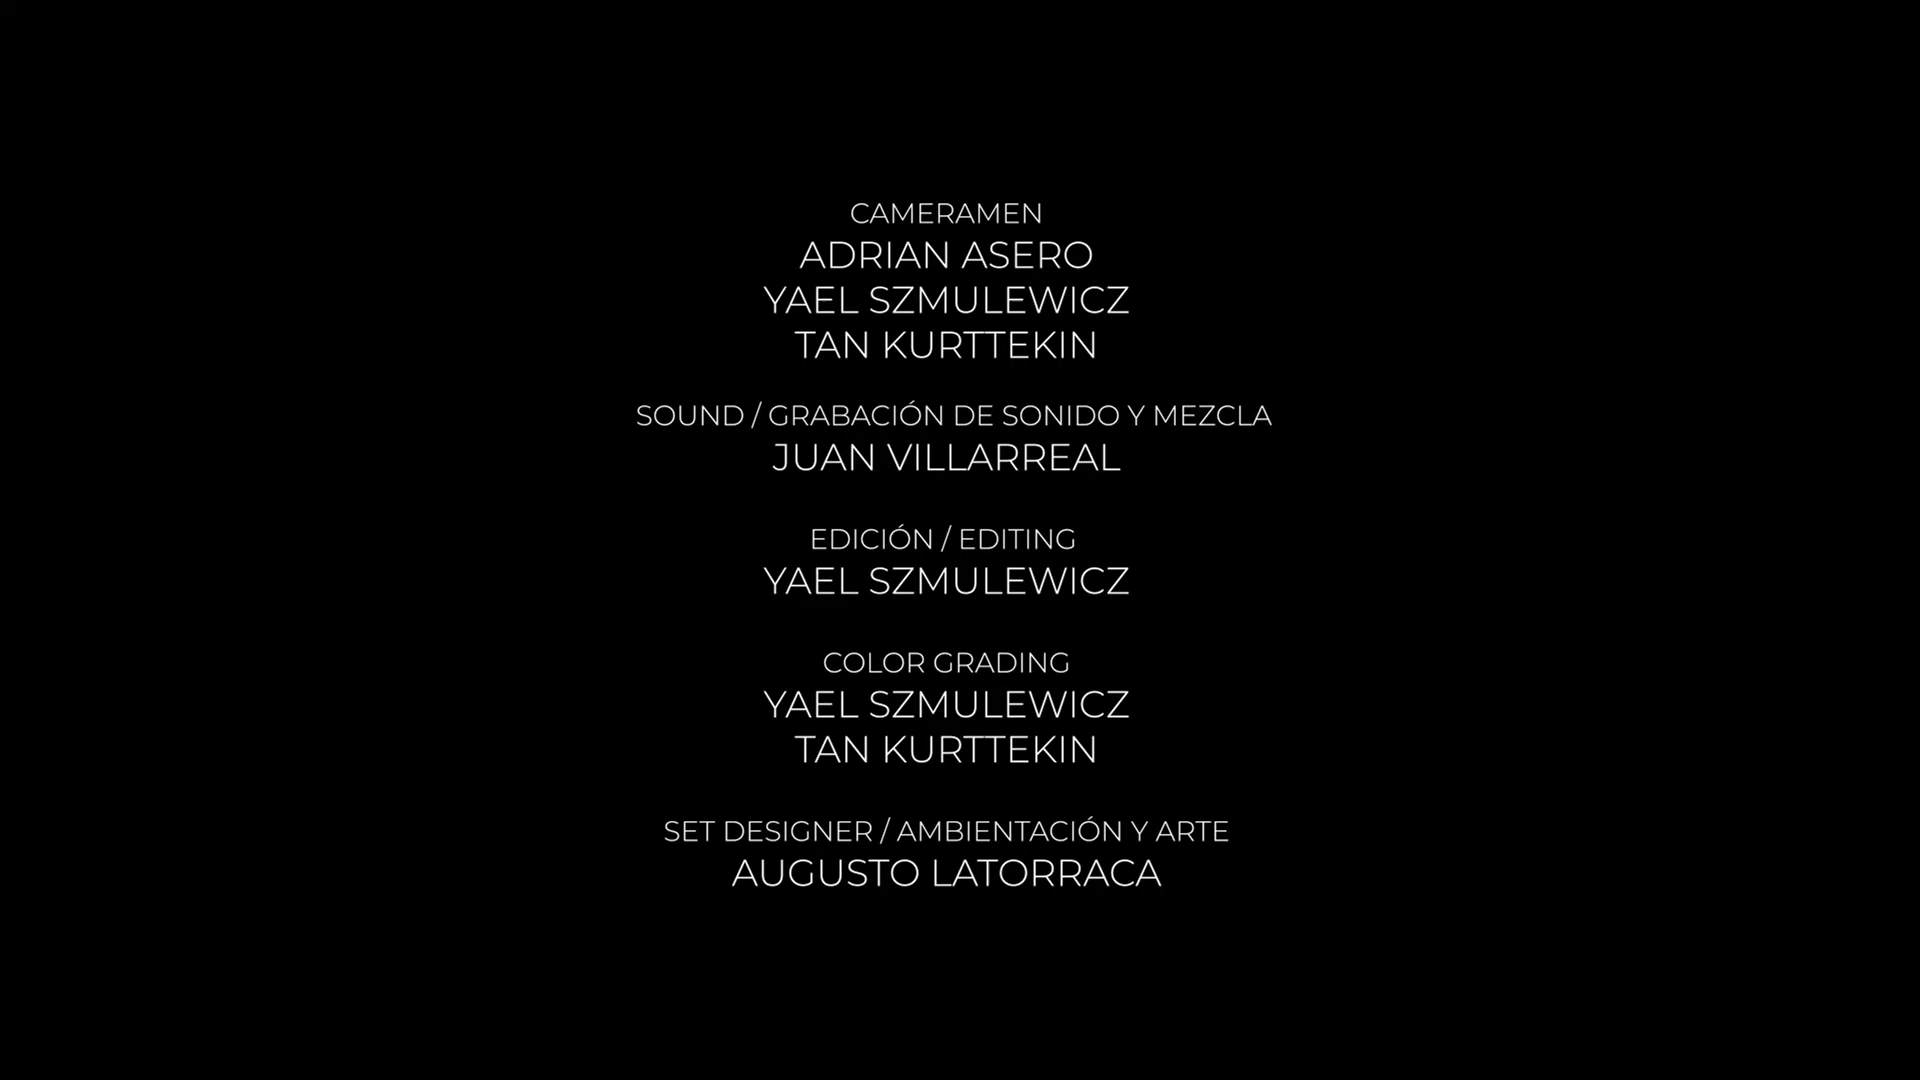 CAMERAMEN
ADRIAN ASERO
YAEL SZMULEWICZ
TAN KURTTEKIN
SOUND / GRABACIÓN DE SONIDO Y MEZCLA
JUAN VILLARREAL
EDICIÓN / EDITING
YAEL SZMULEWICZ
COLOR GRADING
YAEL SZMULEWICZ
TAN KURTTEKIN
SET DESIGNER / AMBIENTACIÓN Y ARTE
AUGUSTO LATORRACA